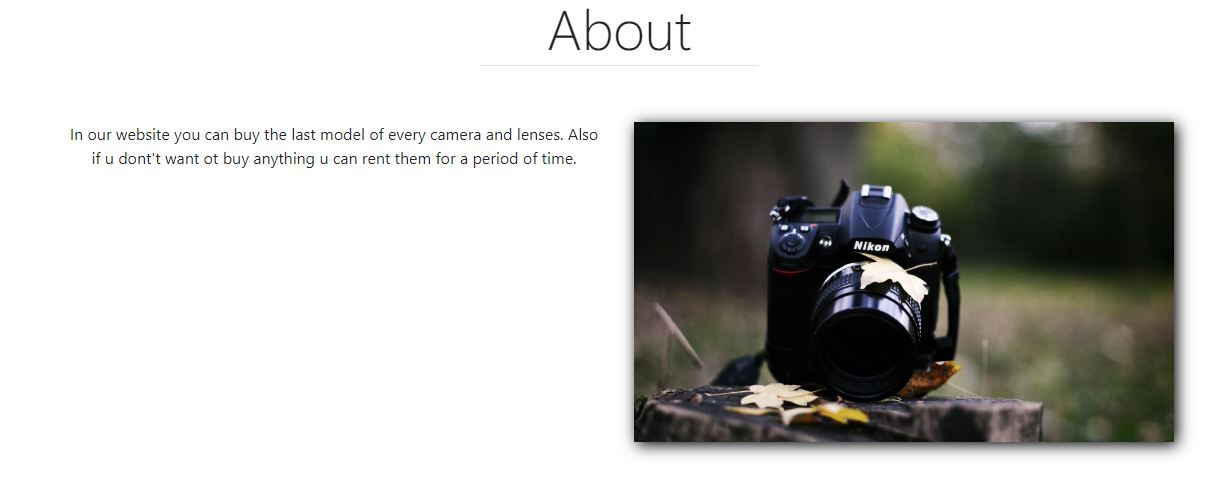 About
In our website you can buy the last model of every camera and lenses. Also
if u dont't want ot buy anything u can rent them for a period of time.
Nikon